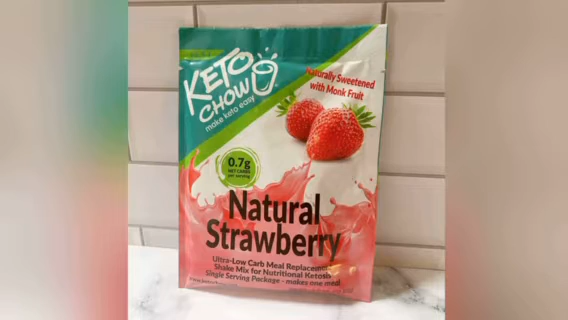 KETO
CHOW
make keto easy
Naturally Sweetened
with Monk Fruit
0.7g
NET CARBS
per serving
Natural
Strawberry
Ultra-Low Carb Meal Replacement
Shake Mix for Nutritional Ketosis
Single Serving Package - makes one meal